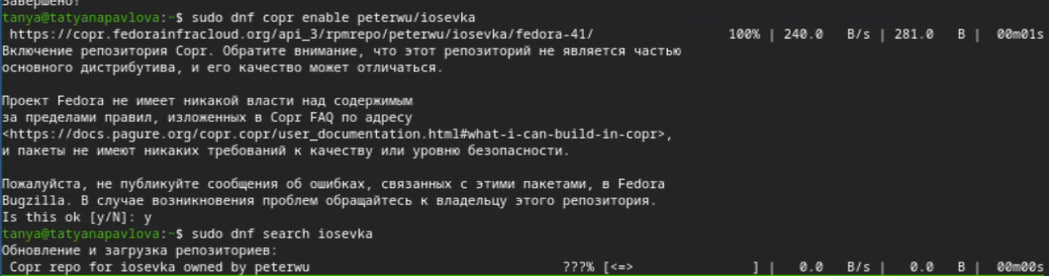 Завершено!
tanya@tatyanapavlova:~$ sudo dnf copr enable peterwu/iosevka
https://copr.fedorainfracloud.org/api_3/rpmrepo/peterwu/iosevka/fedora-41/ 100% | 240.0 B/s | 281.0 B | 00m01s
Включение репозитория Copr. Обратите внимание, что этот репозиторий не является частью
основного дистрибутива, и его качество может отличаться.
Проект Fedora не имеет никакой власти над содержимым
за пределами правил, изложенных в Copr FAQ по адресу
<https://docs.pagure.org/copr.copr/user_documentation.html#what-i-can-build-in-copr>,
и пакеты не имеют никаких требований к качеству или уровню безопасности.
Пожалуйста, не публикуйте сообщения об ошибках, связанных с этими пакетами, в Fedora
Bugzilla. В случае возникновения проблем обращайтесь к владельцу этого репозитория.
Is this ok [y/N]: y
tanya@tatyanapavlova:~$ sudo dnf search iosevka
Обновление и загрузка репозиториев:
Copr repo for iosevka owned by peterwu ???% [<=> ] | 0.0 B/s | 0.0 B | 00m00s